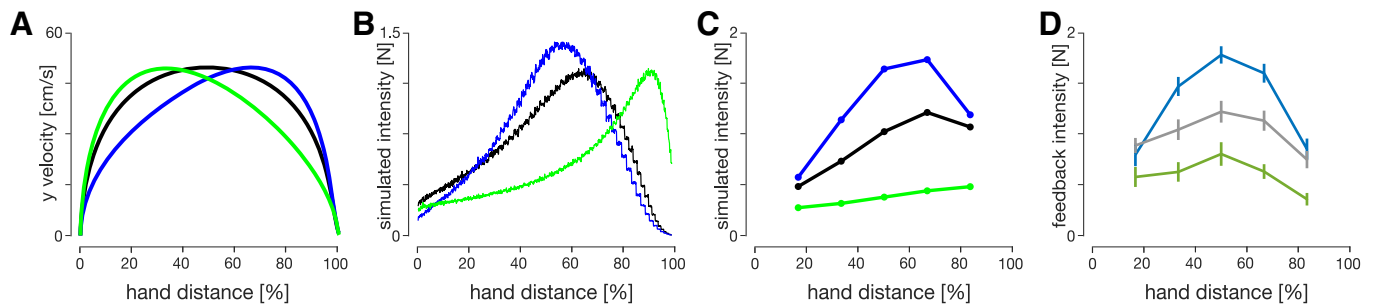 A B C D
60 1.5 2 2
y velocity [cm/s] simulated intensity [N] simulated intensity [N] feedback intensity [N]
0 0 0 0
0 20 40 60 80 100 0 20 40 60 80 100 0 20 40 60 80 100 0 20 40 60 80 100
hand distance [%] hand distance [%] hand distance [%] hand distance [%]